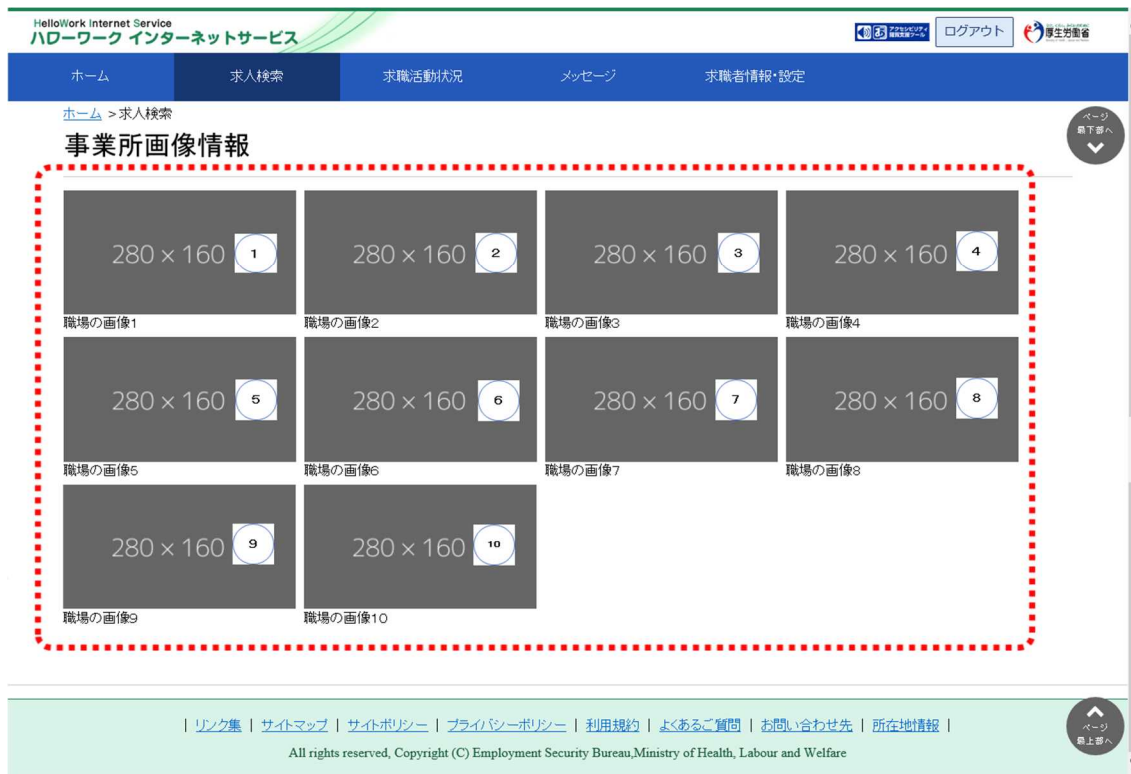 HelloWork Internet Service
ハローワーク インターネットサービス
ログアウト
厚生労働省
ホーム 求人検索 求職活動状況 メッセージ 求職者情報・設定
ホーム >求人検索
ページ
最下部へ
事業所画像情報
280 × 160 1 280 × 160 2 280 × 160 3 280 × 160 4
職場の画像1 職場の画像2 職場の画像3 職場の画像4
280 × 160 5 280 × 160 6 280 × 160 7 280 × 160 8
職場の画像5 職場の画像6 職場の画像7 職場の画像8
280 × 160 9 280 × 160 10
職場の画像9 職場の画像10
| リンク集 | サイトマップ | サイトポリシー | プライバシーポリシー | 利用規約 | よくあるご質問 | お問い合わせ先 | 所在地情報 |
ページ
最上部へ
All rights reserved, Copyright (C) Employment Security Bureau,Ministry of Health, Labour and Welfare